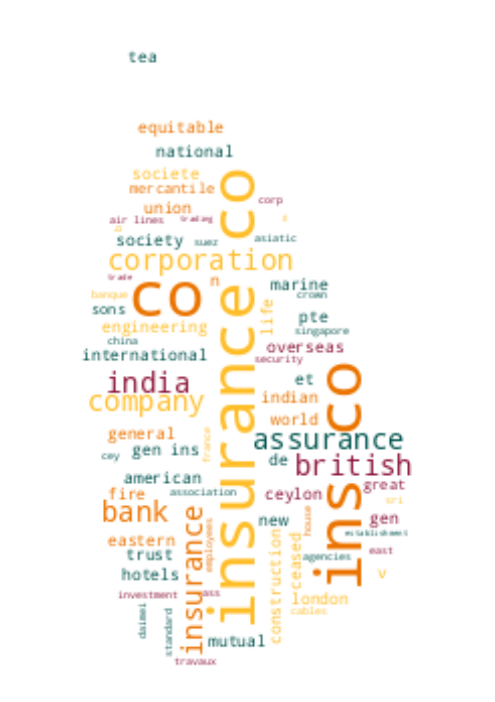 tea
equitable
national
societe
mercantile
insurance co
corp
union
air lines
trading
society
suez
asiatic
corporation
trade
n
marine
banque
co
crown
sons
life
pte
engineering
singapore
china
overseas
international
security
india
et
ins co
company
indian
world
general
france
assurance
gen ins
cey
de
british
american
great
fire
association
ceylon
sri
bank
insurance
employees
new
house
gen
establishment
eastern
construction
ceased
east
trust
agencies
hotels
v
investment
ass
london
cables
daimei
standard
mutual
travaux